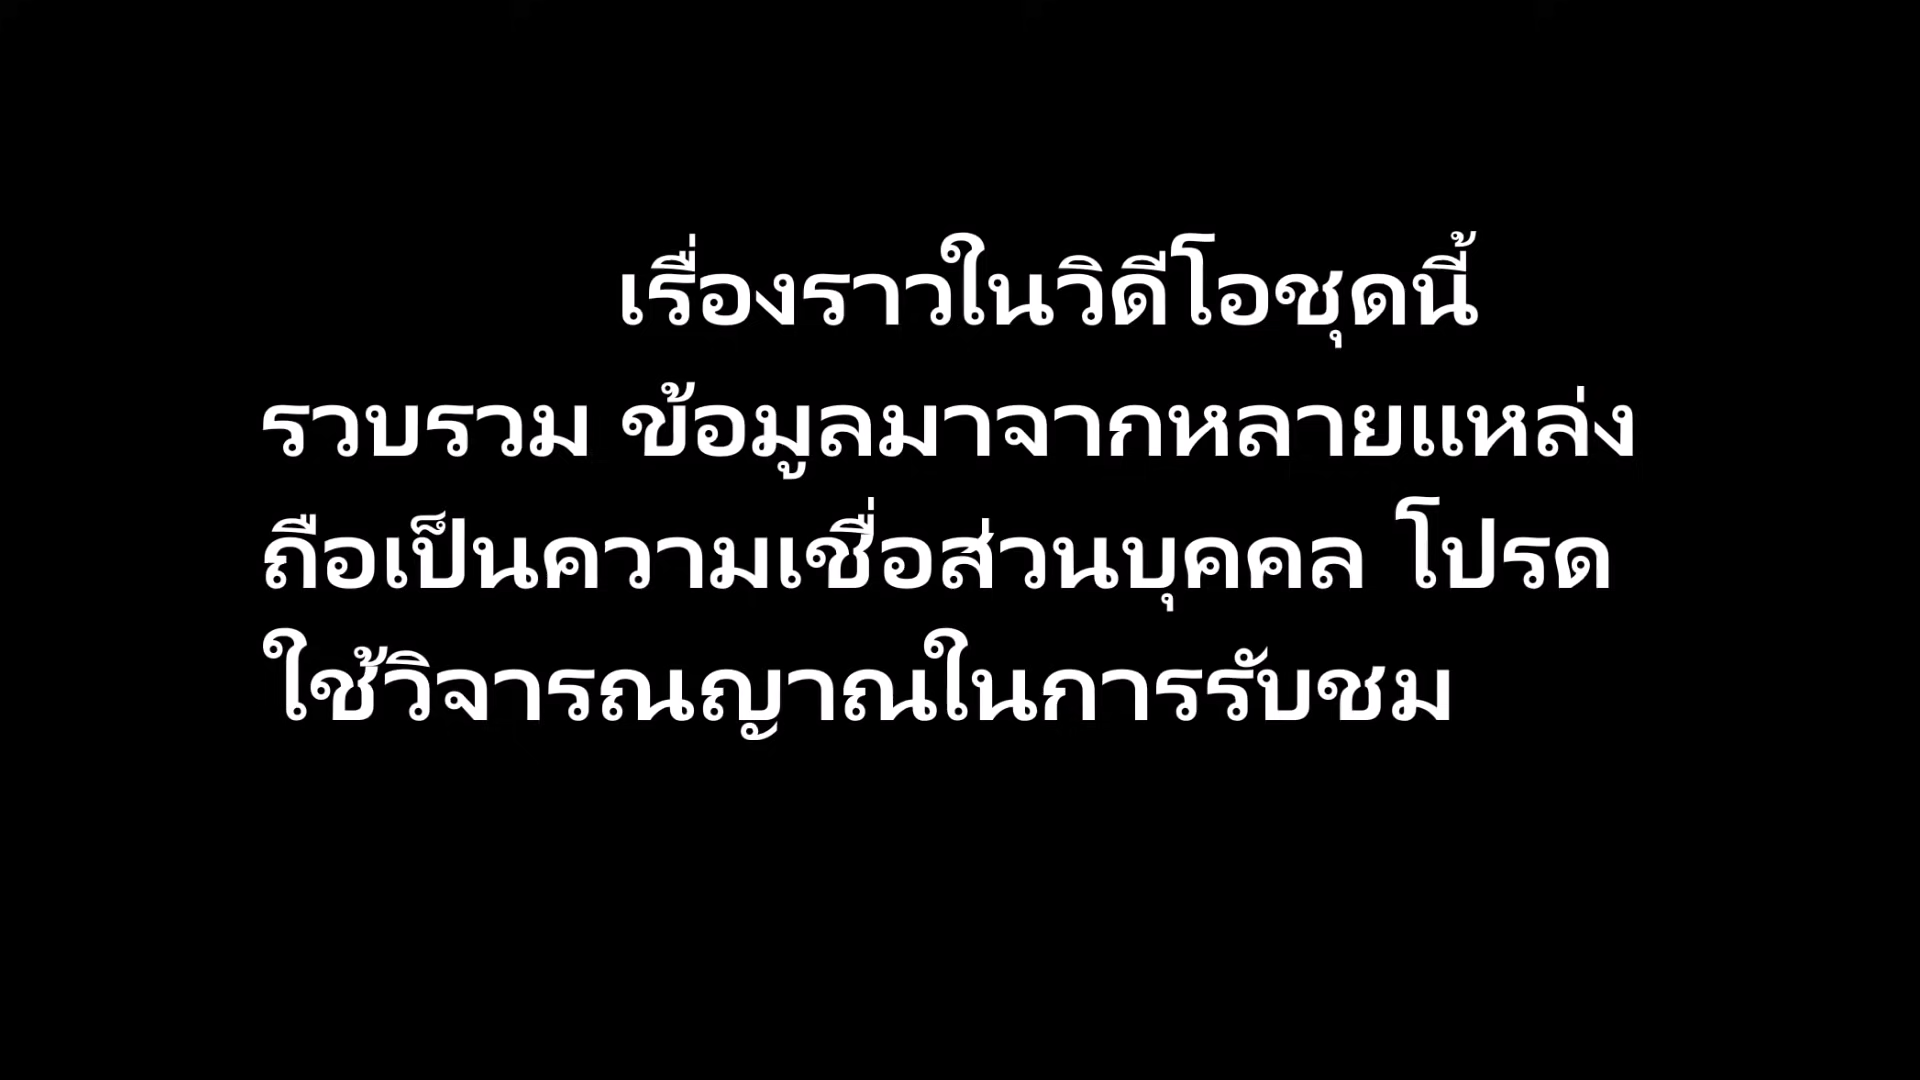 เรื่องราวในวิดีโอชุดนี้
รวบรวม ข้อมูลมาจากหลายแหล่ง
ถือเป็นความเชื่อส่วนบุคคล โปรด
ใช้วิจารณญาณในการรับชม